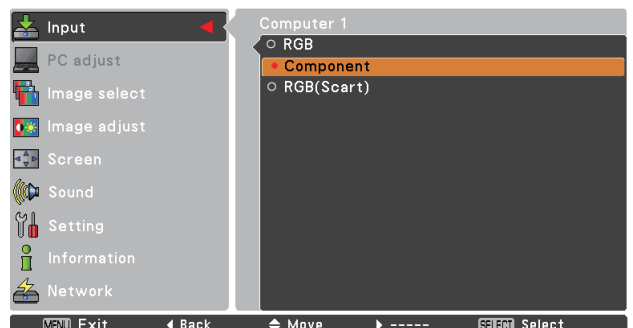 Input
PC adjust
Image select
Image adjust
Screen
Sound
Setting
Information
Network
Computer 1
RGB
Component
RGB(Scart)
MENU Exit ◀ Back ◆ Move ▶ ----- SELECT Select